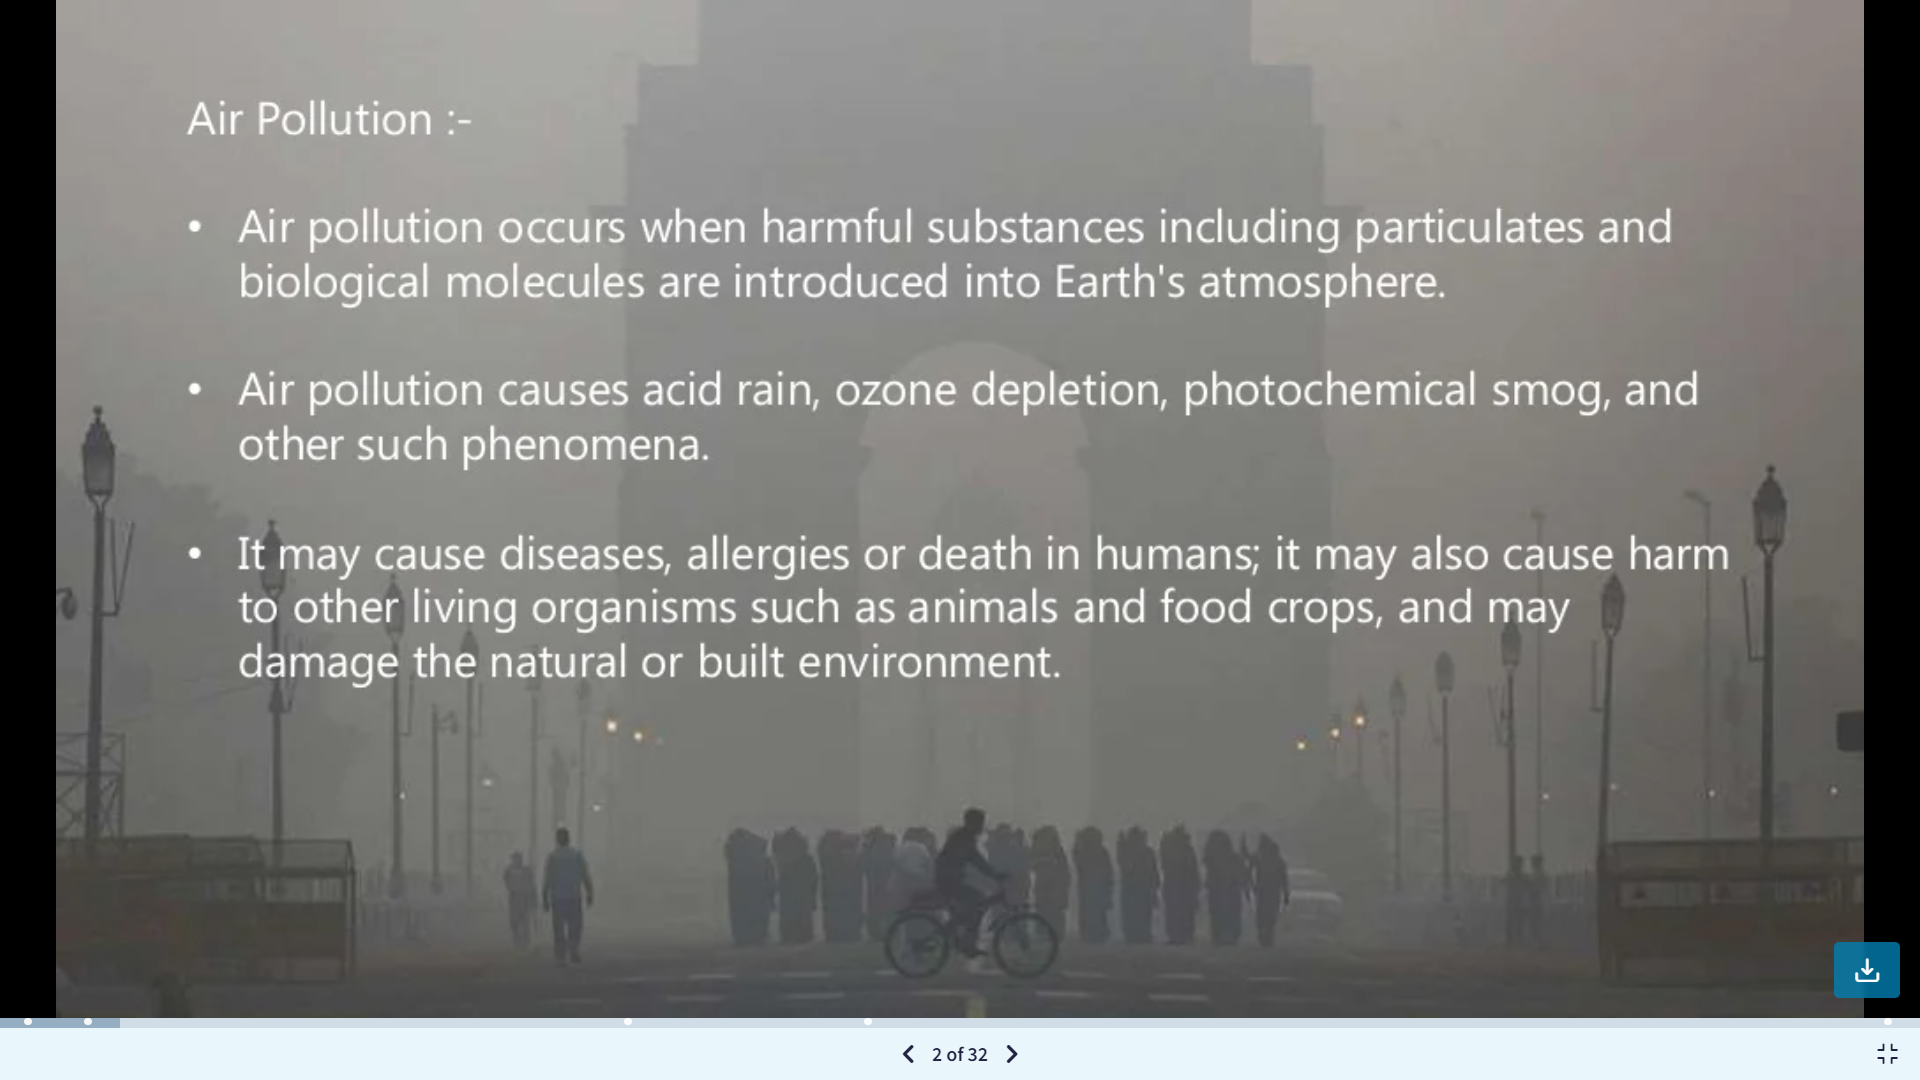 Air Pollution :-
• Air pollution occurs when harmful substances including particulates and
biological molecules are introduced into Earth's atmosphere.
• Air pollution causes acid rain, ozone depletion, photochemical smog, and
other such phenomena.
• It may cause diseases, allergies or death in humans; it may also cause harm
to other living organisms such as animals and food crops, and may
damage the natural or built environment.
2 of 32